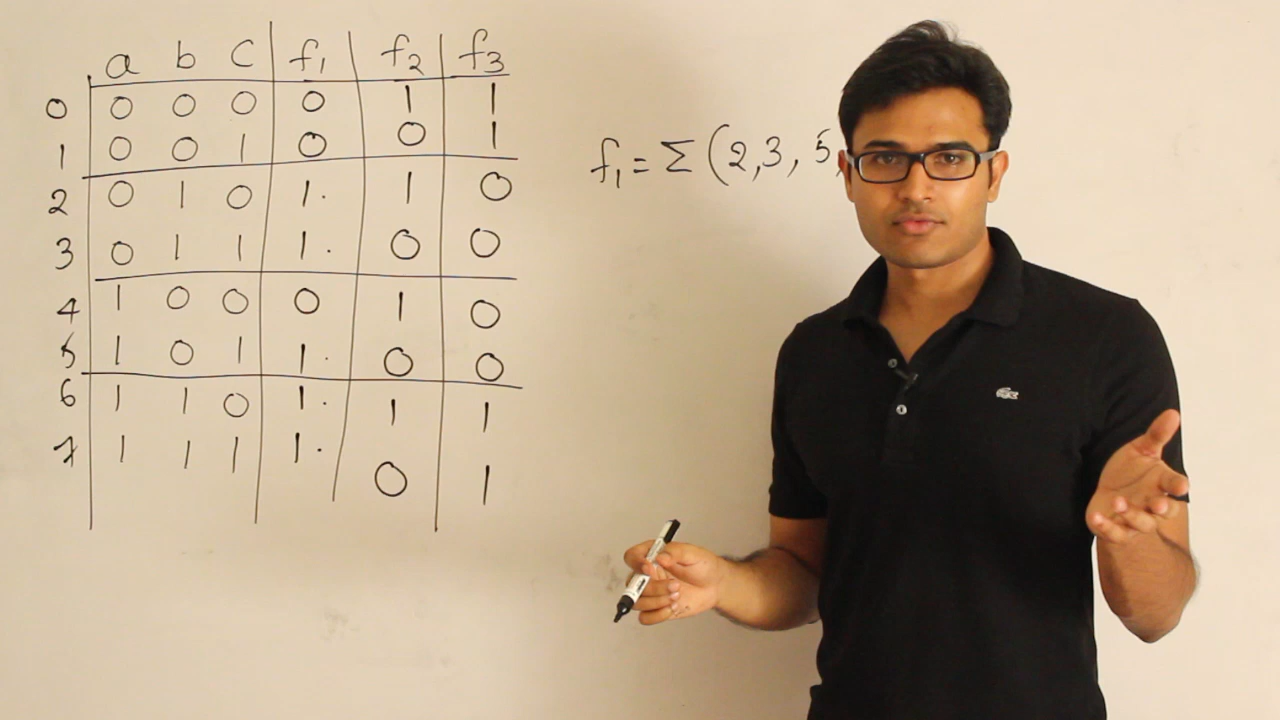 a b c f₁ f₂ f₃
0 0 0 0 0 1 1
1 0 0 1 0 0 1
f₁ = Σ (2,3, 5,
2 0 1 0 1. 1 0
3 0 1 1 1. 0 0
4 1 0 0 0 1 0
5 1 0 1 1. 0 0
6 1 1 0 1. 1 1
7 1 1 1 1. 0 1